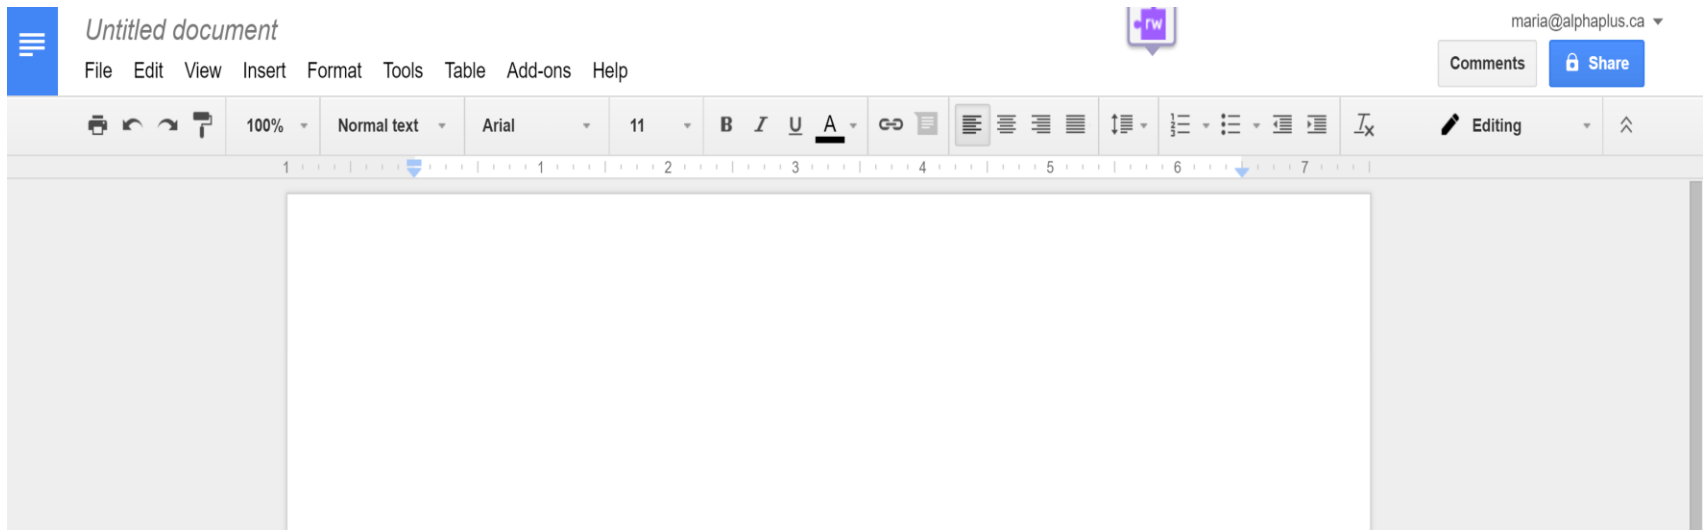 Untitled document
rw
maria@alphaplus.ca
File Edit View Insert Format Tools Table Add-ons Help
Comments
Share
100% Normal text Arial 11 B I U A Editing
1 1 2 3 4 5 6 7